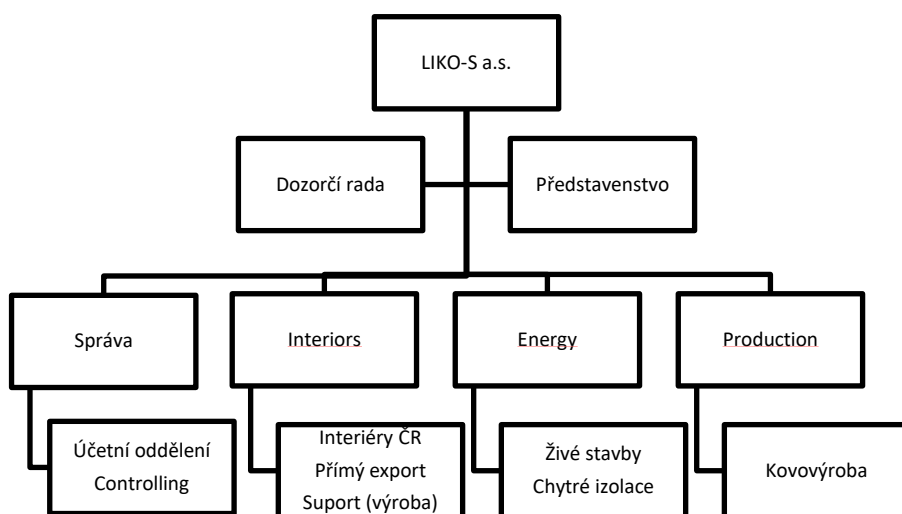 LIKO-S a.s.
Dozorčí rada
Představenstvo
Správa
Interiors
Energy
Production
Účetní oddělení
Controlling
Interiéry ČR
Přímý export
Suport (výroba)
Živé stavby
Chytré izolace
Kovovýroba